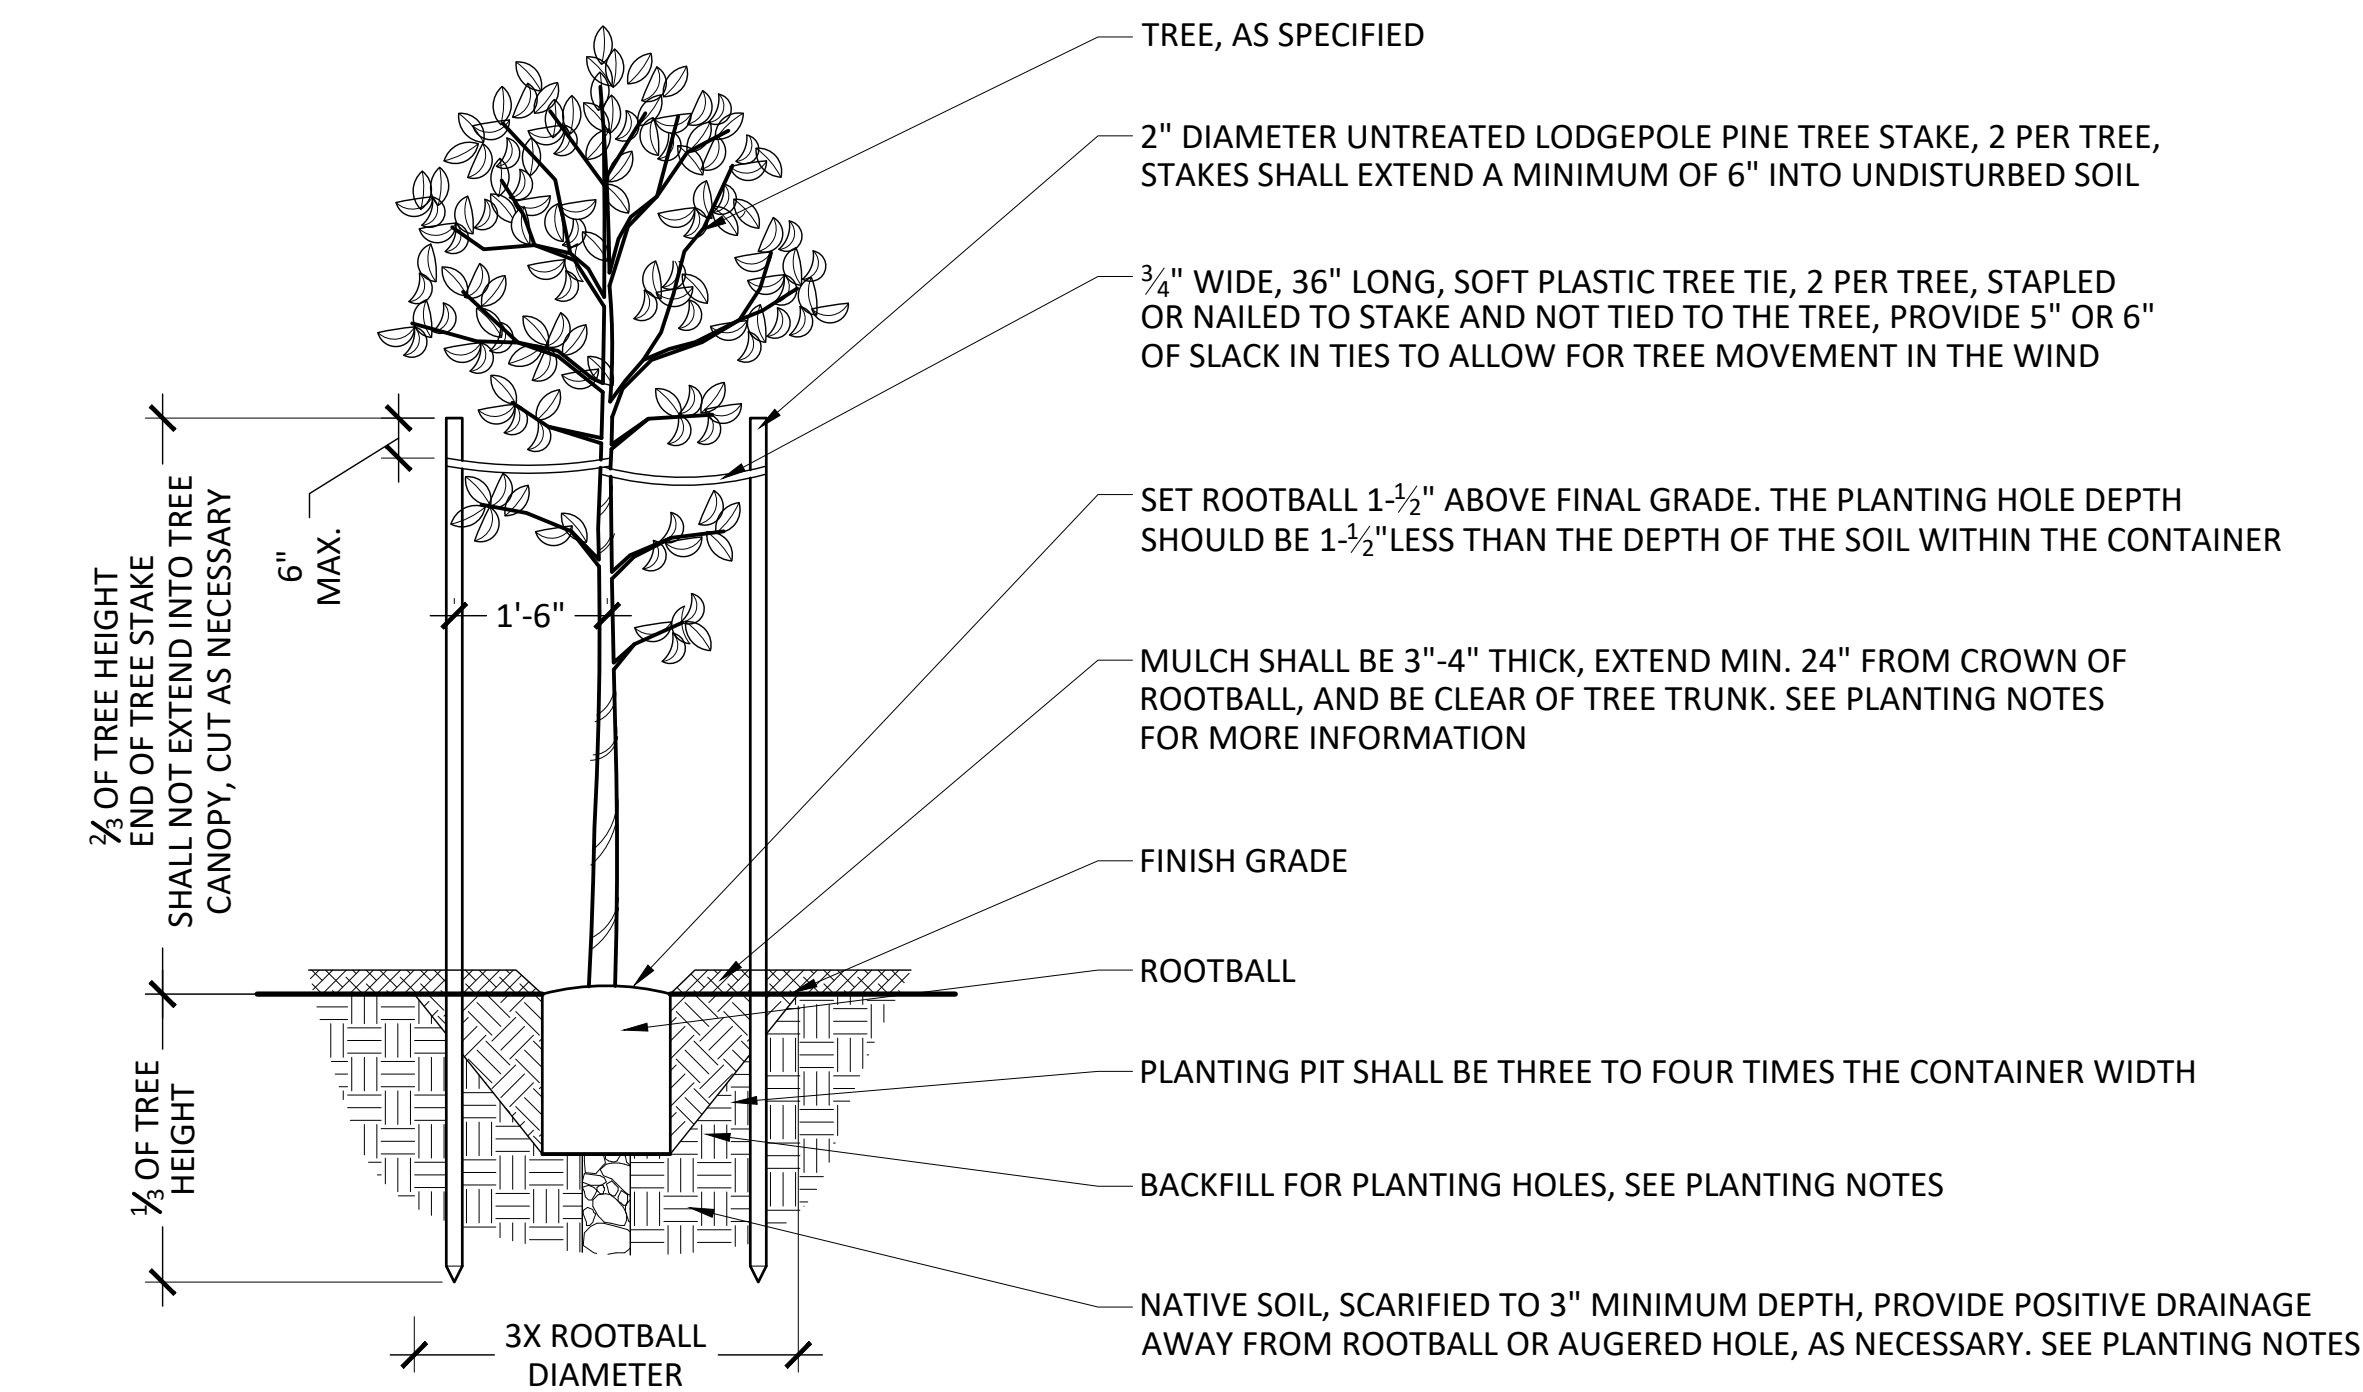 TREE, AS SPECIFIED
2" DIAMETER UNTREATED LODGEPOLE PINE TREE STAKE, 2 PER TREE,
STAKES SHALL EXTEND A MINIMUM OF 6" INTO UNDISTURBED SOIL
3/4" WIDE, 36" LONG, SOFT PLASTIC TREE TIE, 2 PER TREE, STAPLED
OR NAILED TO STAKE AND NOT TIED TO THE TREE, PROVIDE 5" OR 6"
OF SLACK IN TIES TO ALLOW FOR TREE MOVEMENT IN THE WIND
SET ROOTBALL 1-1/2" ABOVE FINAL GRADE. THE PLANTING HOLE DEPTH
SHOULD BE 1-1/2"LESS THAN THE DEPTH OF THE SOIL WITHIN THE CONTAINER
MULCH SHALL BE 3"-4" THICK, EXTEND MIN. 24" FROM CROWN OF
ROOTBALL, AND BE CLEAR OF TREE TRUNK. SEE PLANTING NOTES
FOR MORE INFORMATION
FINISH GRADE
ROOTBALL
PLANTING PIT SHALL BE THREE TO FOUR TIMES THE CONTAINER WIDTH
BACKFILL FOR PLANTING HOLES, SEE PLANTING NOTES
NATIVE SOIL, SCARIFIED TO 3" MINIMUM DEPTH, PROVIDE POSITIVE DRAINAGE
AWAY FROM ROOTBALL OR AUGERED HOLE, AS NECESSARY. SEE PLANTING NOTES
2/3 OF TREE HEIGHT
END OF TREE STAKE
SHALL NOT EXTEND INTO TREE
CANOPY, CUT AS NECESSARY
6"
MAX.
1'-6"
1/3 OF TREE
HEIGHT
3X ROOTBALL
DIAMETER